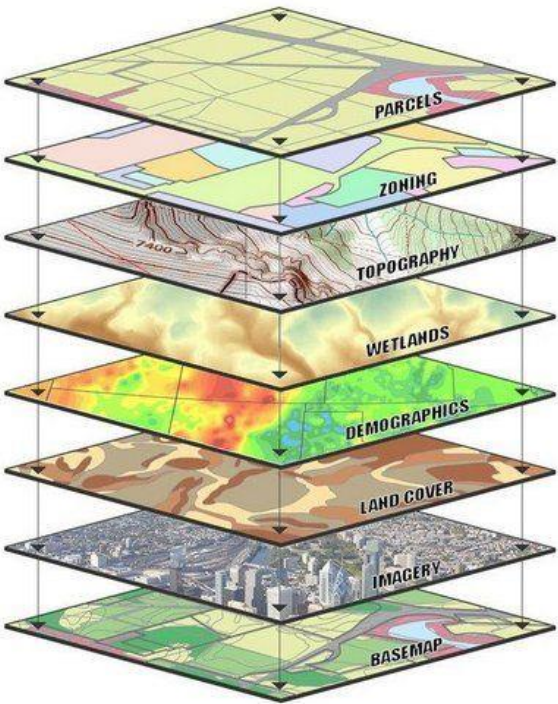 PARCELS
ZONING
7400
TOPOGRAPHY
WETLANDS
DEMOGRAPHICS
LAND COVER
IMAGERY
BASEMAP